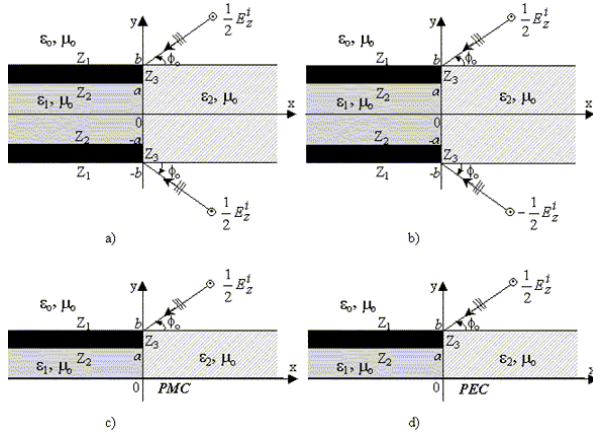 y
½ E_z^i
ε₀, μ₀
Z₁
b
ϕ₀
Z₃
Z₂
a
ε₁, μ₀
ε₂, μ₀
0
x
Z₂
-a
Z₃
Z₁
-b
ϕ₀
½ E_z^i
a)
y
½ E_z^i
ε₀, μ₀
Z₁
b
ϕ₀
Z₃
Z₂
a
ε₁, μ₀
ε₂, μ₀
0
x
Z₂
-a
Z₃
Z₁
-b
ϕ₀
-½ E_z^i
b)
y
½ E_z^i
ε₀, μ₀
Z₁
b
ϕ₀
Z₃
Z₂
a
ε₁, μ₀
ε₂, μ₀
x
0 PMC
c)
y
½ E_z^i
ε₀, μ₀
Z₁
b
ϕ₀
Z₃
Z₂
a
ε₁, μ₀
ε₂, μ₀
x
0 PEC
d)